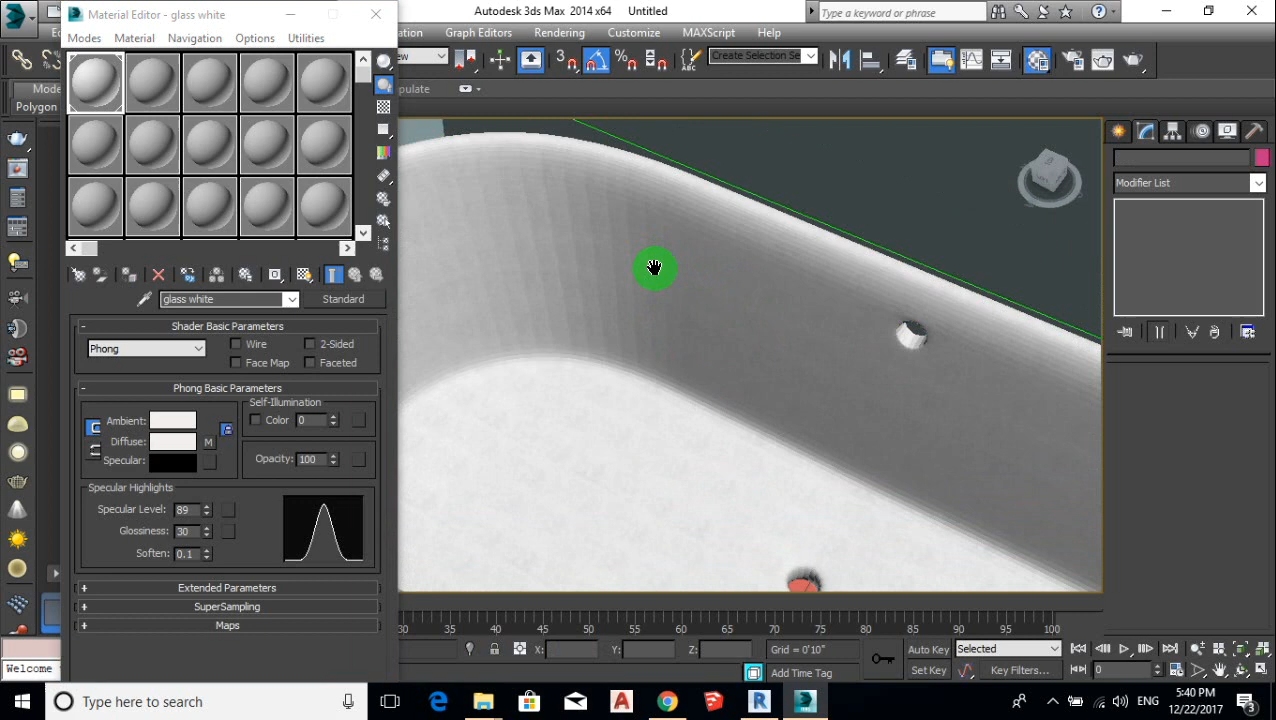 Material Editor - glass white
Autodesk 3ds Max 2014 x64
Untitled
Type a keyword or phrase
Modes
Material
Navigation
Options
Utilities
Graph Editors
Rendering
Customize
MAXScript
Help
Create Selection Se
Polygon
glass white
Standard
Shader Basic Parameters
Phong
Wire
2-Sided
Face Map
Faceted
Phong Basic Parameters
Self-Illumination
Ambient:
Color
0
Diffuse:
M
Specular:
Opacity:
100
Specular Highlights
Specular Level:
89
Glossiness:
30
Soften:
0.1
Extended Parameters
SuperSampling
Maps
Modifier List
30 35 40 45 50 55 60 65 70 75 80 85 90 95 100
X:
Y:
Z:
Grid = 0'10"
Auto Key
Selected
Add Time Tag
Set Key
Key Filters...
0
Type here to search
ENG
5:40 PM
12/22/2017